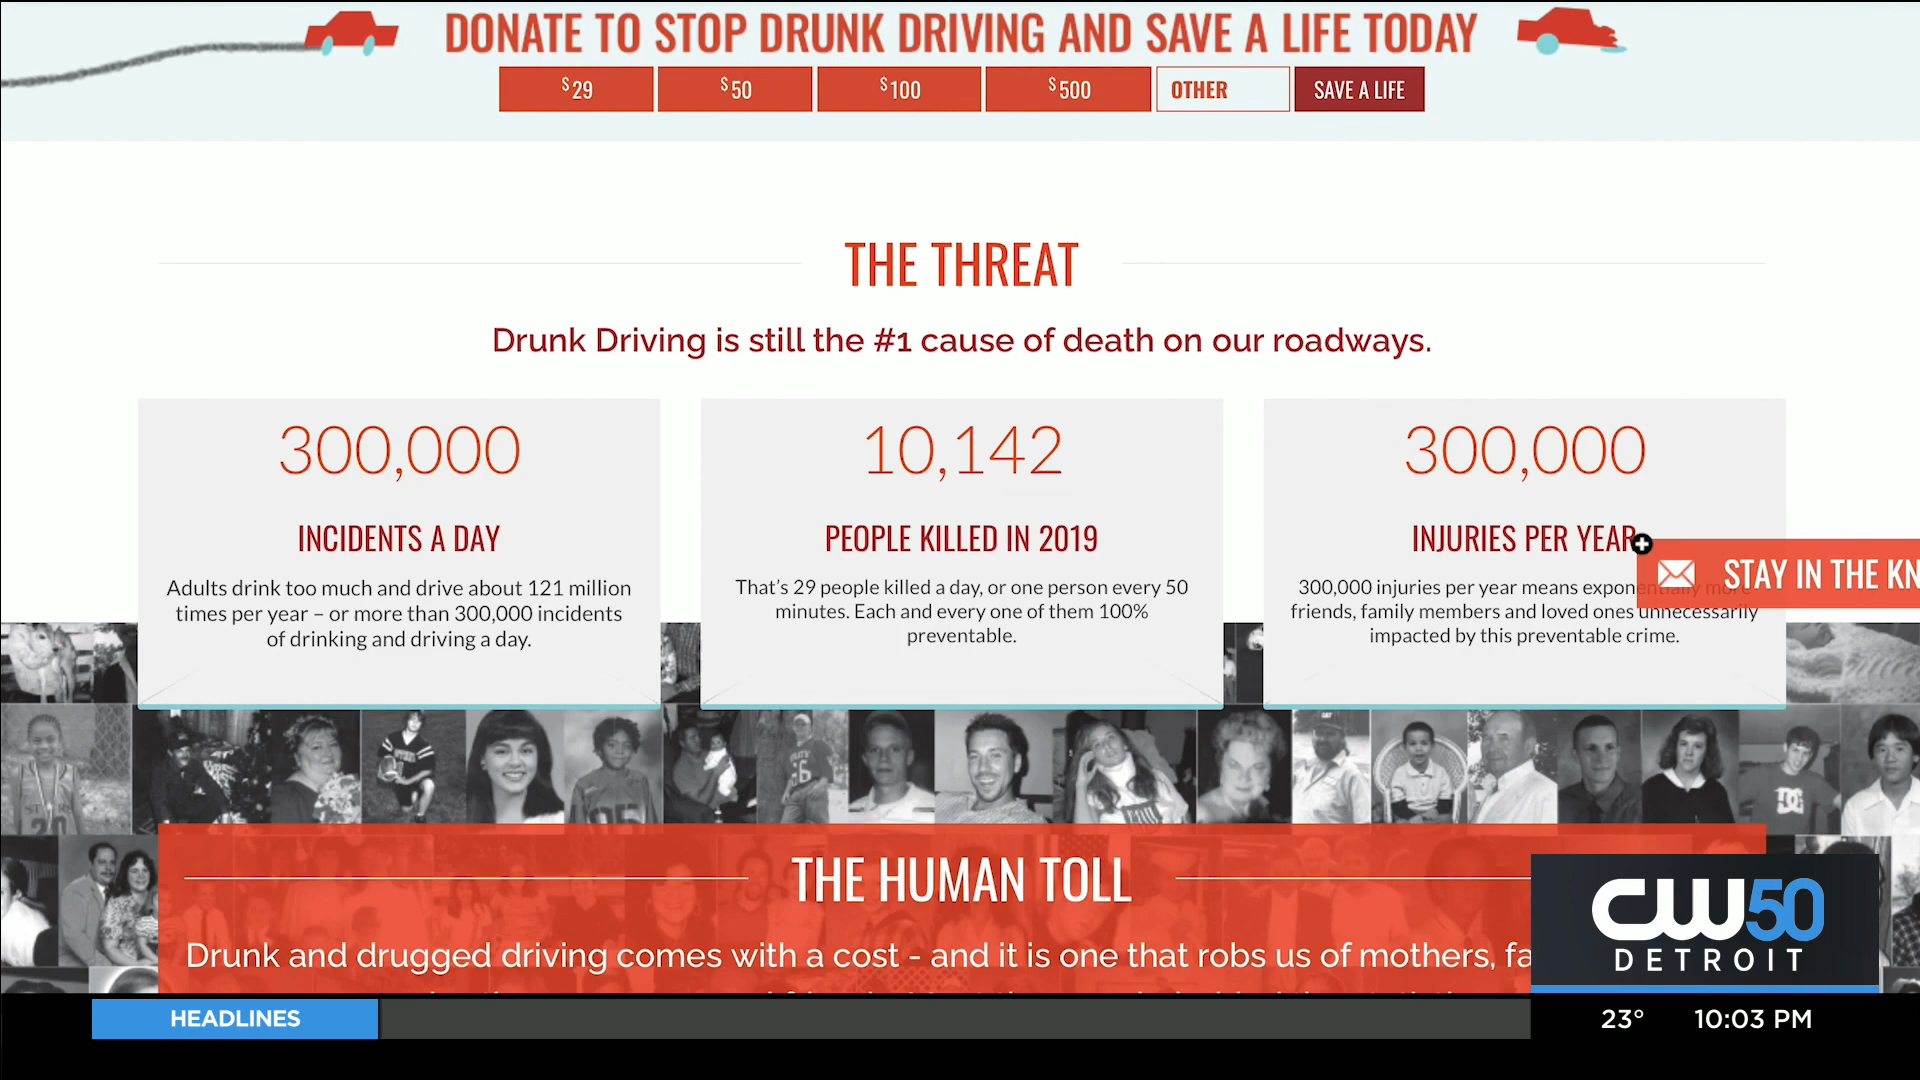 DONATE TO STOP DRUNK DRIVING AND SAVE A LIFE TODAY
$29 $50 $100 $500 OTHER SAVE A LIFE
THE THREAT
Drunk Driving is still the #1 cause of death on our roadways.
300,000
INCIDENTS A DAY
Adults drink too much and drive about 121 million
times per year – or more than 300,000 incidents
of drinking and driving a day.
10,142
PEOPLE KILLED IN 2019
That's 29 people killed a day, or one person every 50
minutes. Each and every one of them 100%
preventable.
300,000
INJURIES PER YEAR
300,000 injuries per year means exponentially more
friends, family members and loved ones unnecessarily
impacted by this preventable crime.
STAY IN THE KN
THE HUMAN TOLL
Drunk and drugged driving comes with a cost - and it is one that robs us of mothers, fa
CW50
DETROIT
HEADLINES
23° 10:03 PM